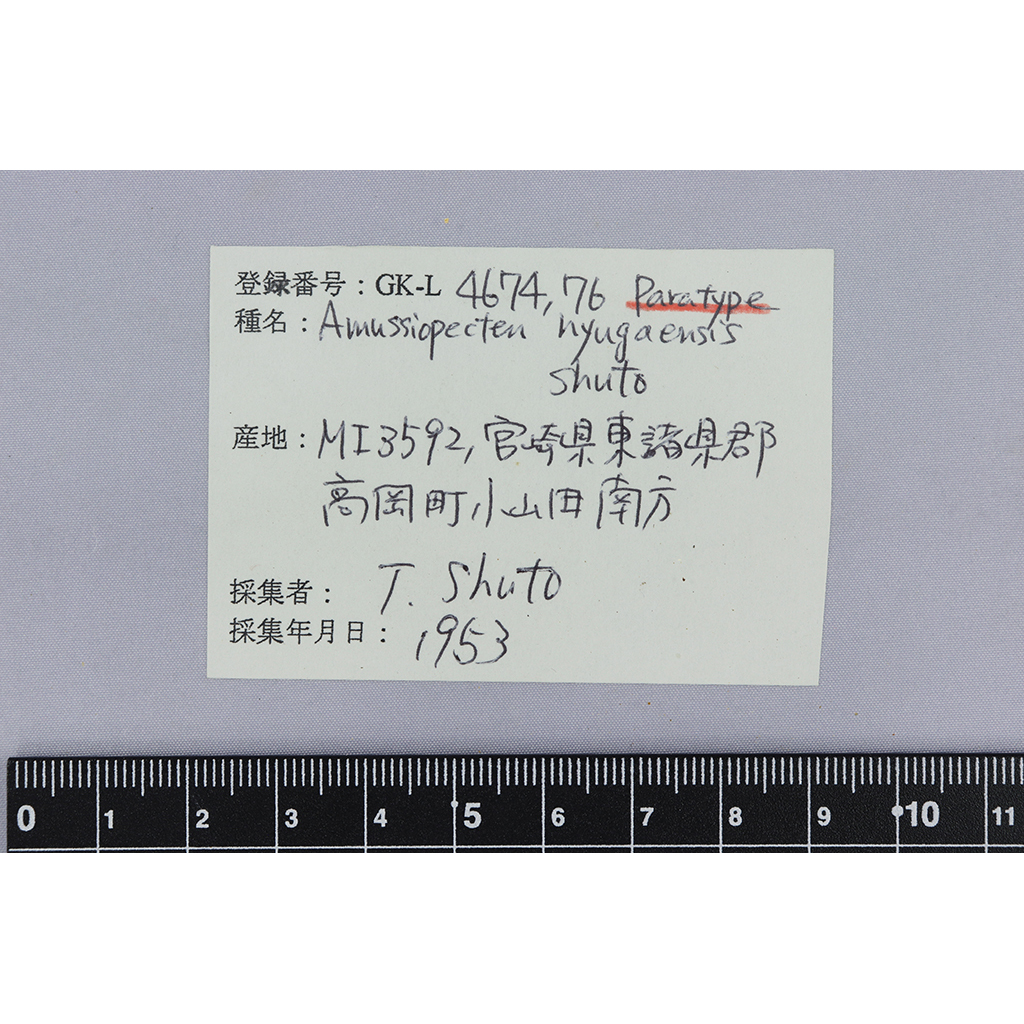 登録番号：GK-L 4674,76 Paratype
種名：Amussiopecten hyugaensis
Shuto
産地：MI3592,宮崎県東諸県郡
高岡町小山田南方
採集者： T. Shuto
採集年月日： 1953
0 1 2 3 4 5 6 7 8 9 10 11